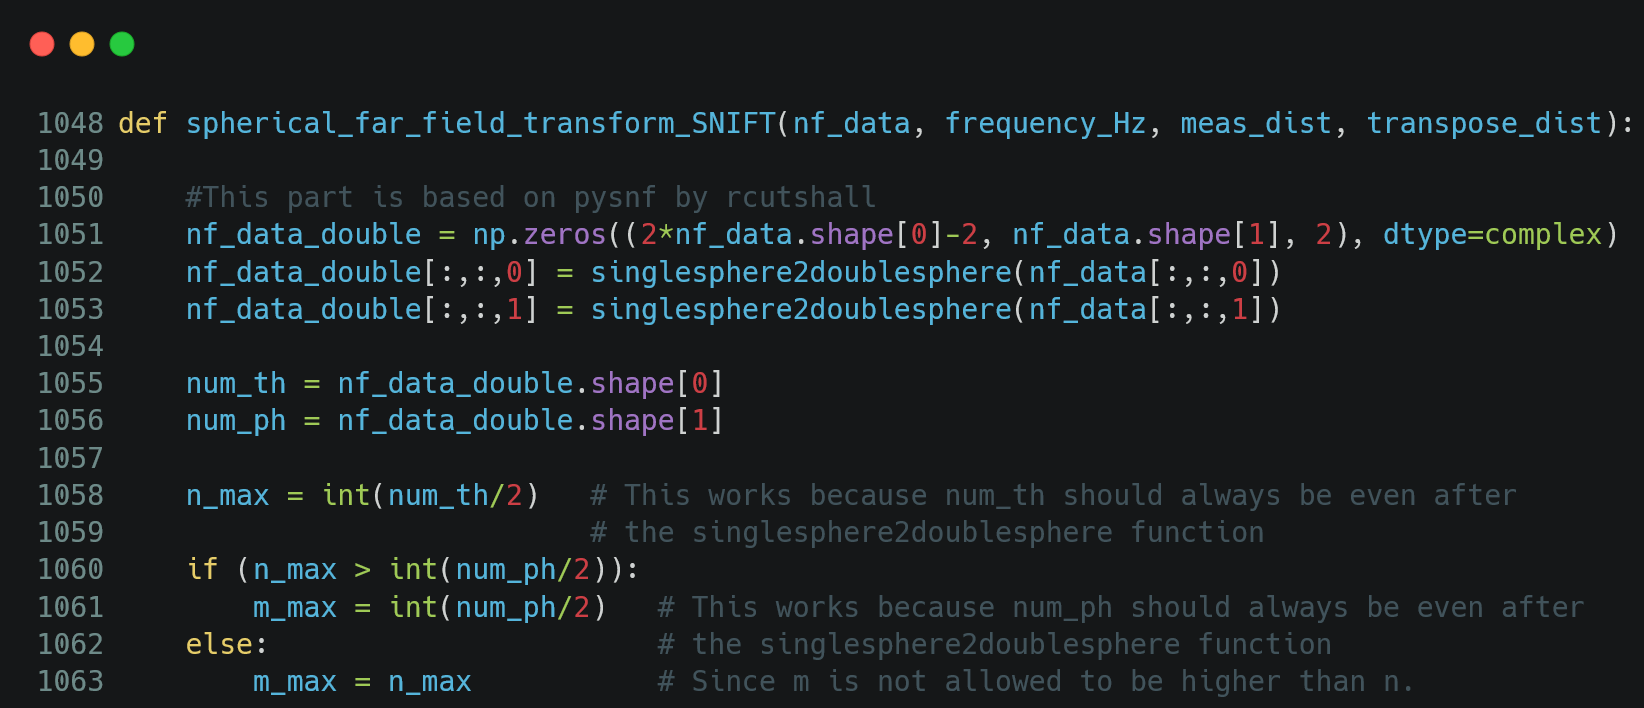 1048 def spherical_far_field_transform_SNIFT(nf_data, frequency_Hz, meas_dist, transpose_dist):
1049
1050     #This part is based on pysnf by rcutshall
1051     nf_data_double = np.zeros((2*nf_data.shape[0]-2, nf_data.shape[1], 2), dtype=complex)
1052     nf_data_double[:,:,0] = singlesphere2doublesphere(nf_data[:,:,0])
1053     nf_data_double[:,:,1] = singlesphere2doublesphere(nf_data[:,:,1])
1054
1055     num_th = nf_data_double.shape[0]
1056     num_ph = nf_data_double.shape[1]
1057
1058     n_max = int(num_th/2)   # This works because num_th should always be even after
1059                             # the singlesphere2doublesphere function
1060     if (n_max > int(num_ph/2)):
1061         m_max = int(num_ph/2)   # This works because num_ph should always be even after
1062     else:                       # the singlesphere2doublesphere function
1063         m_max = n_max           # Since m is not allowed to be higher than n.